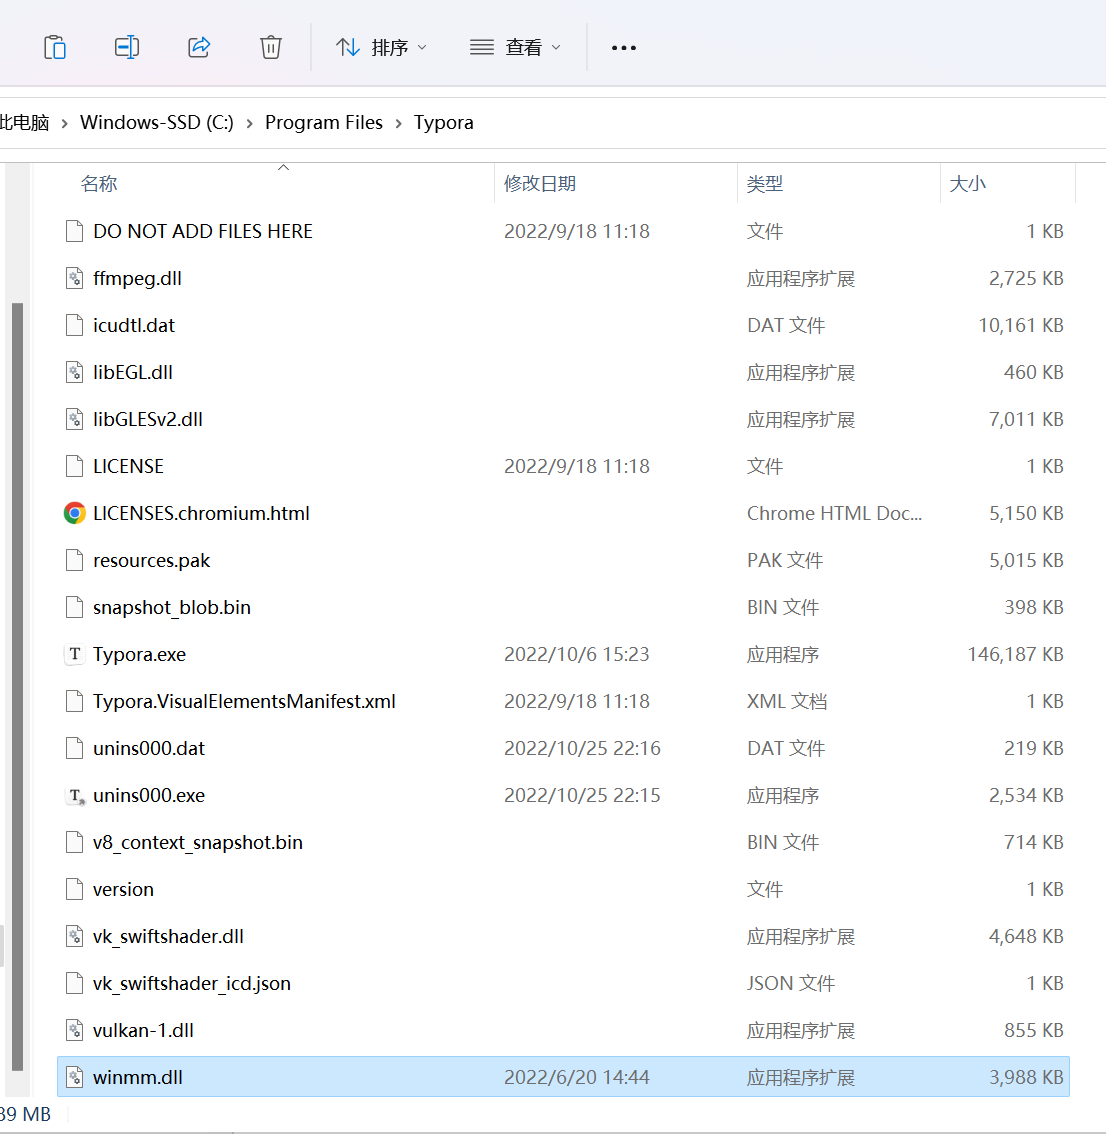 排序 查看
此电脑 > Windows-SSD (C:) > Program Files > Typora
名称 修改日期 类型 大小
DO NOT ADD FILES HERE 2022/9/18 11:18 文件 1 KB
ffmpeg.dll 应用程序扩展 2,725 KB
icudtl.dat DAT 文件 10,161 KB
libEGL.dll 应用程序扩展 460 KB
libGLESv2.dll 应用程序扩展 7,011 KB
LICENSE 2022/9/18 11:18 文件 1 KB
LICENSES.chromium.html Chrome HTML Doc... 5,150 KB
resources.pak PAK 文件 5,015 KB
snapshot_blob.bin BIN 文件 398 KB
Typora.exe 2022/10/6 15:23 应用程序 146,187 KB
Typora.VisualElementsManifest.xml 2022/9/18 11:18 XML 文档 1 KB
unins000.dat 2022/10/25 22:16 DAT 文件 219 KB
unins000.exe 2022/10/25 22:15 应用程序 2,534 KB
v8_context_snapshot.bin BIN 文件 714 KB
version 文件 1 KB
vk_swiftshader.dll 应用程序扩展 4,648 KB
vk_swiftshader_icd.json JSON 文件 1 KB
vulkan-1.dll 应用程序扩展 855 KB
winmm.dll 2022/6/20 14:44 应用程序扩展 3,988 KB
39 MB